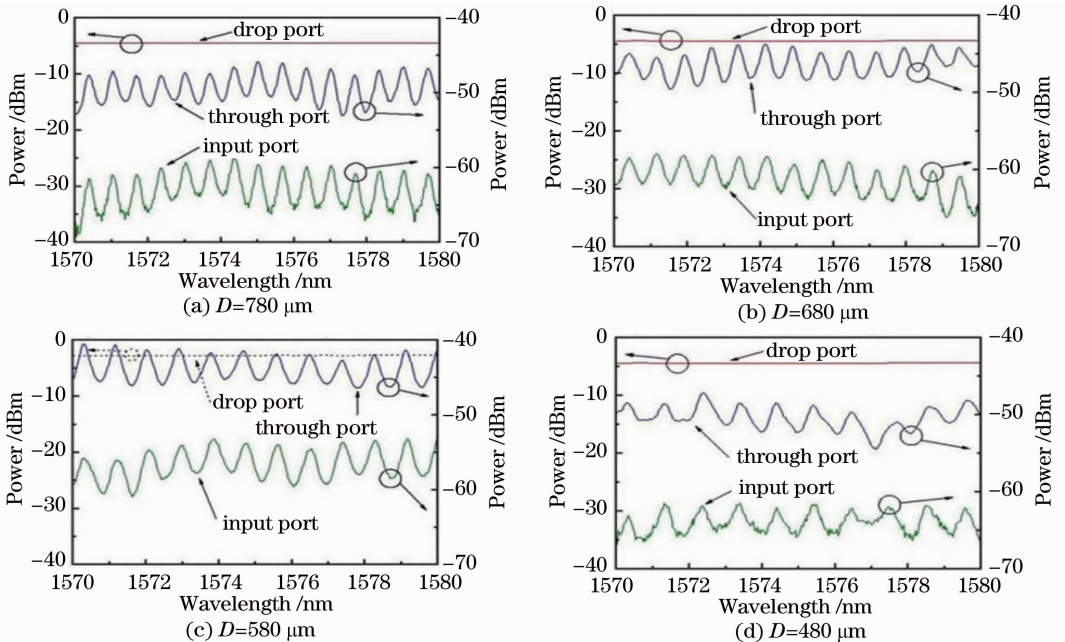 0
−10
−20
−30
−40
Power /dBm
−40
−50
−60
−70
Power /dBm
drop port
through port
input port
1570 1572 1574 1576 1578 1580
Wavelength /nm
(a) D=780 μm
0
−10
−20
−30
−40
Power /dBm
−40
−50
−60
−70
Power /dBm
drop port
through port
input port
1570 1572 1574 1576 1578 1580
Wavelength /nm
(b) D=680 μm
0
−10
−20
−30
−40
Power /dBm
−40
−50
−60
−70
Power /dBm
drop port
through port
input port
1570 1572 1574 1576 1578 1580
Wavelength /nm
(c) D=580 μm
0
−10
−20
−30
−40
Power /dBm
−40
−50
−60
−70
Power /dBm
drop port
through port
input port
1570 1572 1574 1576 1578 1580
Wavelength /nm
(d) D=480 μm